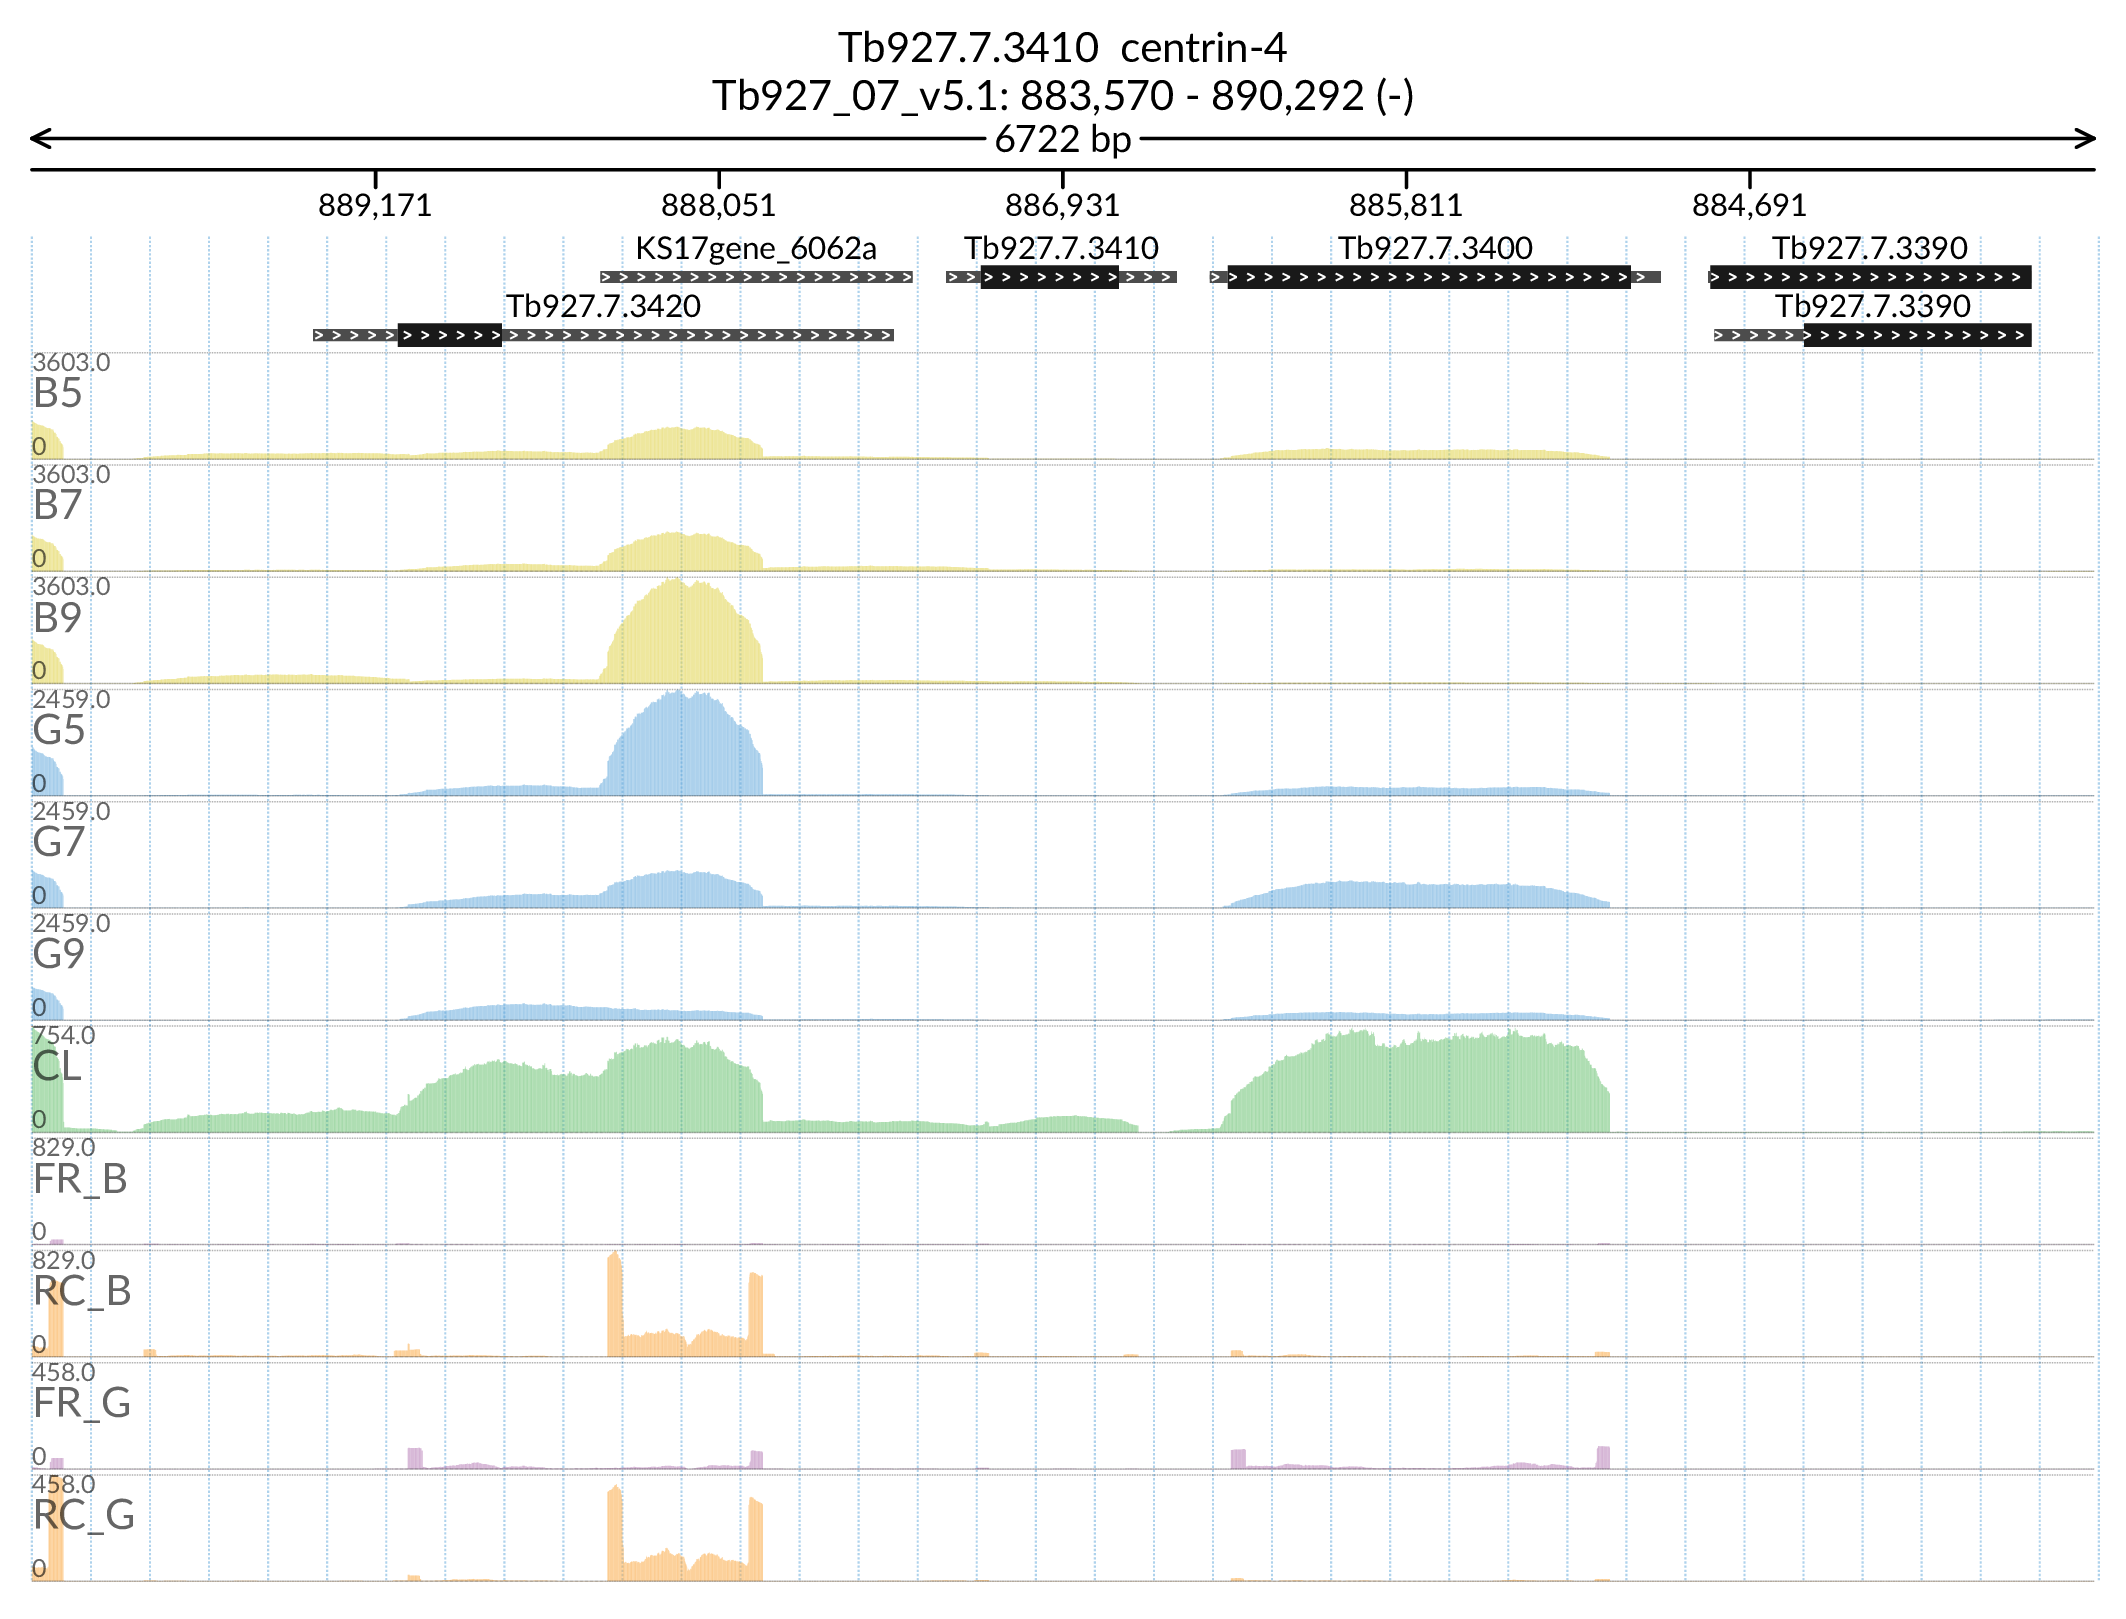 Tb927.7.3410 centrin-4
Tb927_07_v5.1: 883,570 - 890,292 (-)
6722 bp
889,171 888,051 886,931 885,811 884,691
KS17gene_6062a Tb927.7.3410 Tb927.7.3400 Tb927.7.3390
Tb927.7.3420 Tb927.7.3390
3603.0
B5
0
3603.0
B7
0
3603.0
B9
0
2459.0
G5
0
2459.0
G7
0
2459.0
G9
0
754.0
CL
0
829.0
FR_B
0
829.0
RC_B
0
458.0
FR_G
0
458.0
RC_G
0